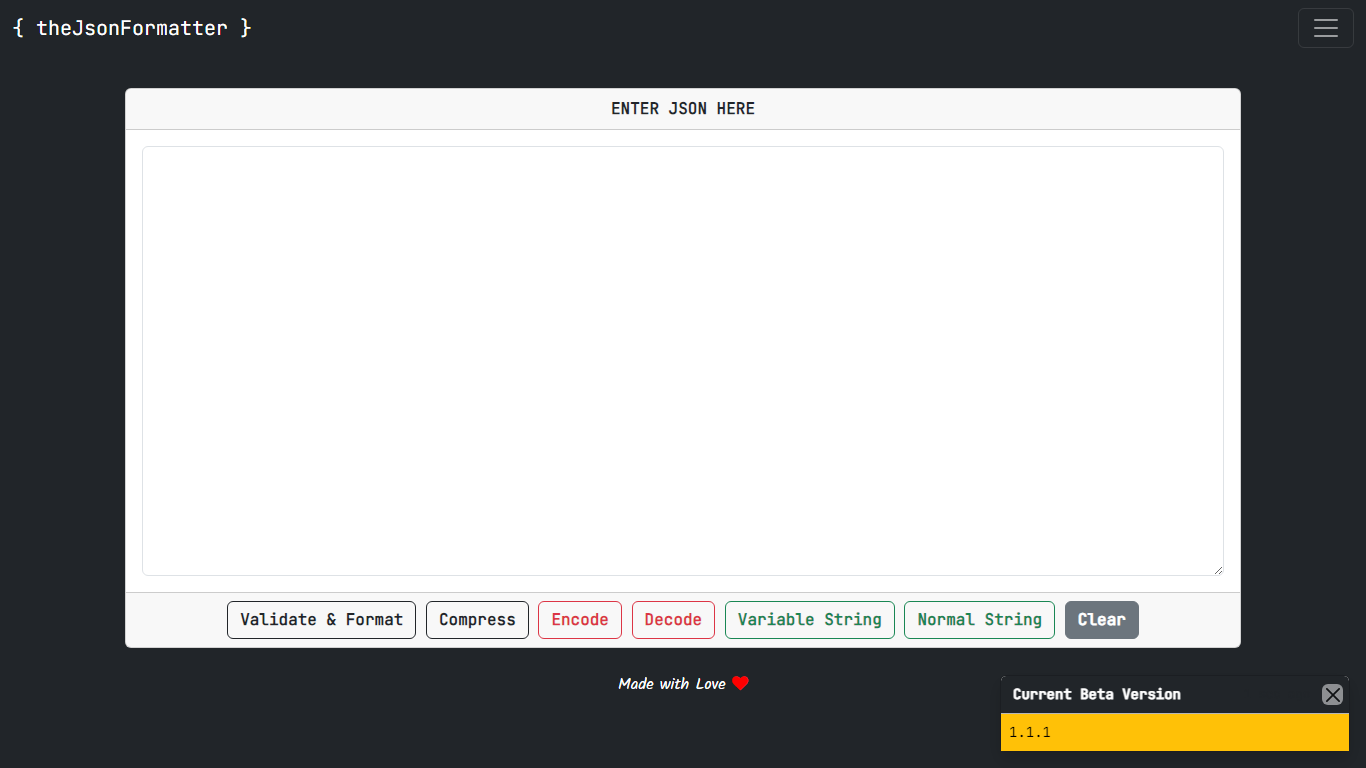 { theJsonFormatter }
ENTER JSON HERE
Validate & Format Compress Encode Decode Variable String Normal String Clear
Made with Love
Current Beta Version
1.1.1